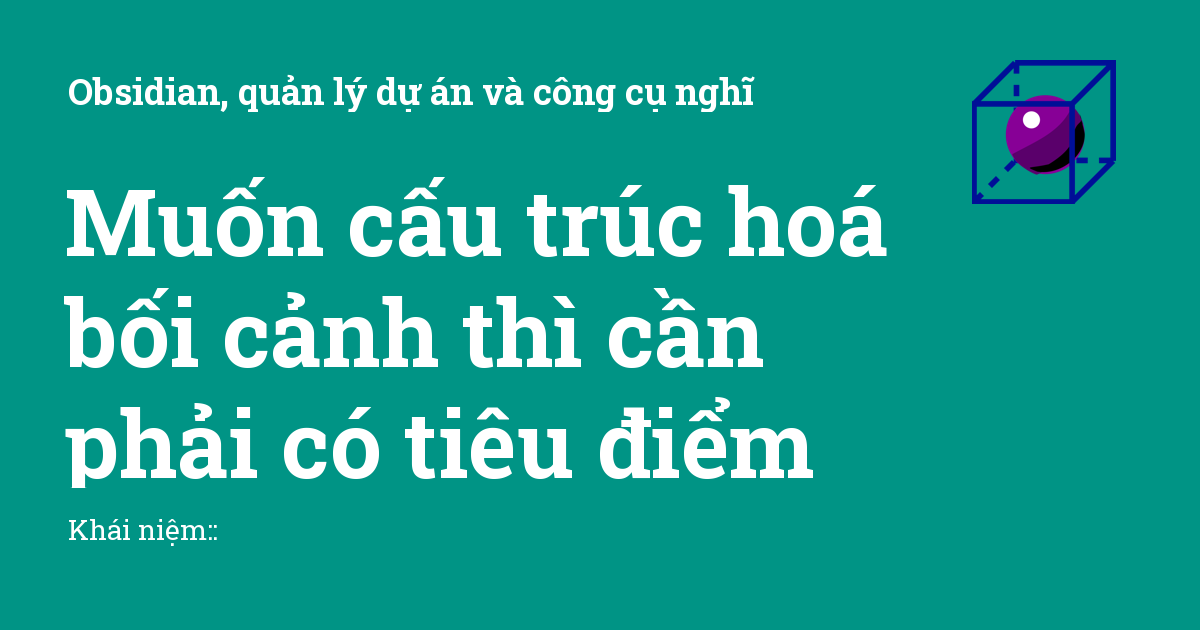 Obsidian, quản lý dự án và công cụ nghĩ
Muốn cấu trúc hoá
bối cảnh thì cần
phải có tiêu điểm
Khái niệm::